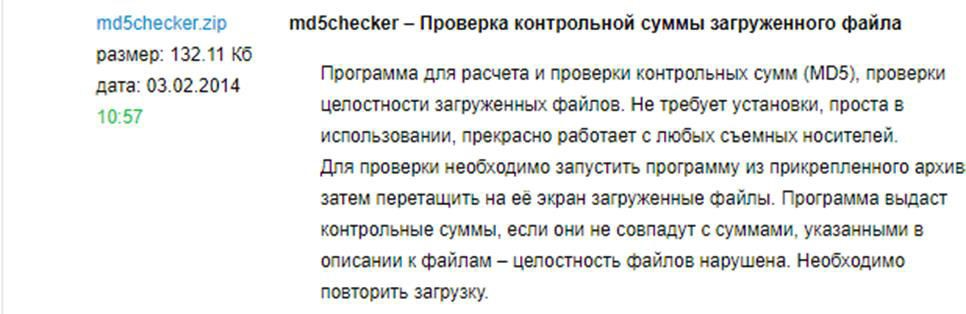 md5checker.zip
размер: 132.11 Кб
дата: 03.02.2014
10:57
md5checker – Проверка контрольной суммы загруженного файла
Программа для расчета и проверки контрольных сумм (MD5), проверки
целостности загруженных файлов. Не требует установки, проста в
использовании, прекрасно работает с любых съемных носителей.
Для проверки необходимо запустить программу из прикрепленного архив
затем перетащить на её экран загруженные файлы. Программа выдаст
контрольные суммы, если они не совпадут с суммами, указанными в
описании к файлам – целостность файлов нарушена. Необходимо
повторить загрузку.